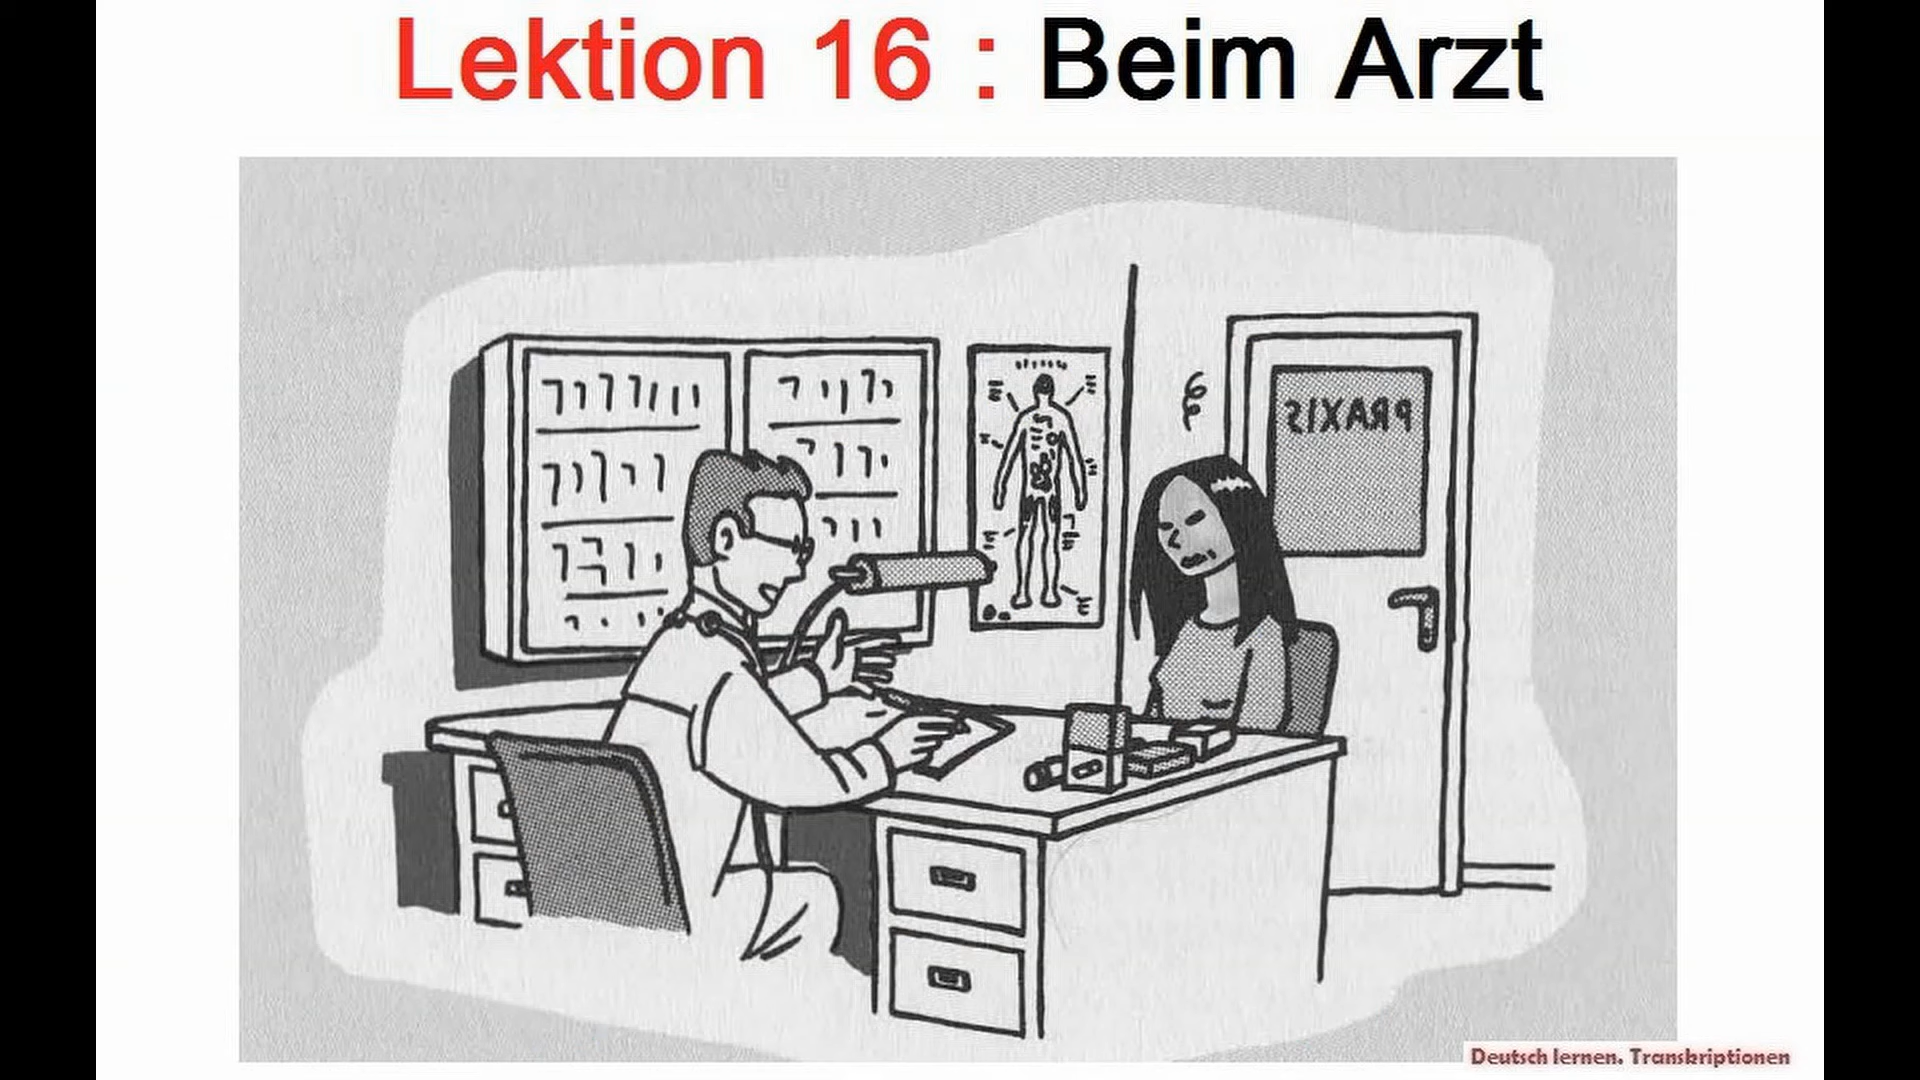 Lektion 16 : Beim Arzt
PRAXIS
Deutsch lernen. Transkriptionen